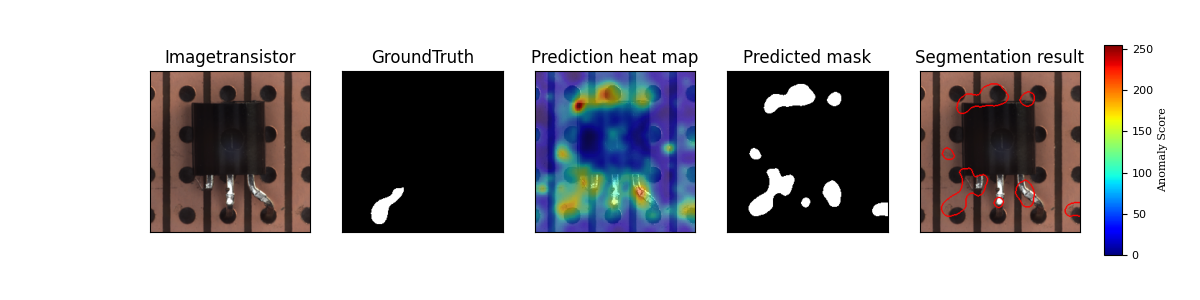 Imagetransistor
GroundTruth
Prediction heat map
Predicted mask
Segmentation result
250
200
150
100
50
0
Anomaly Score